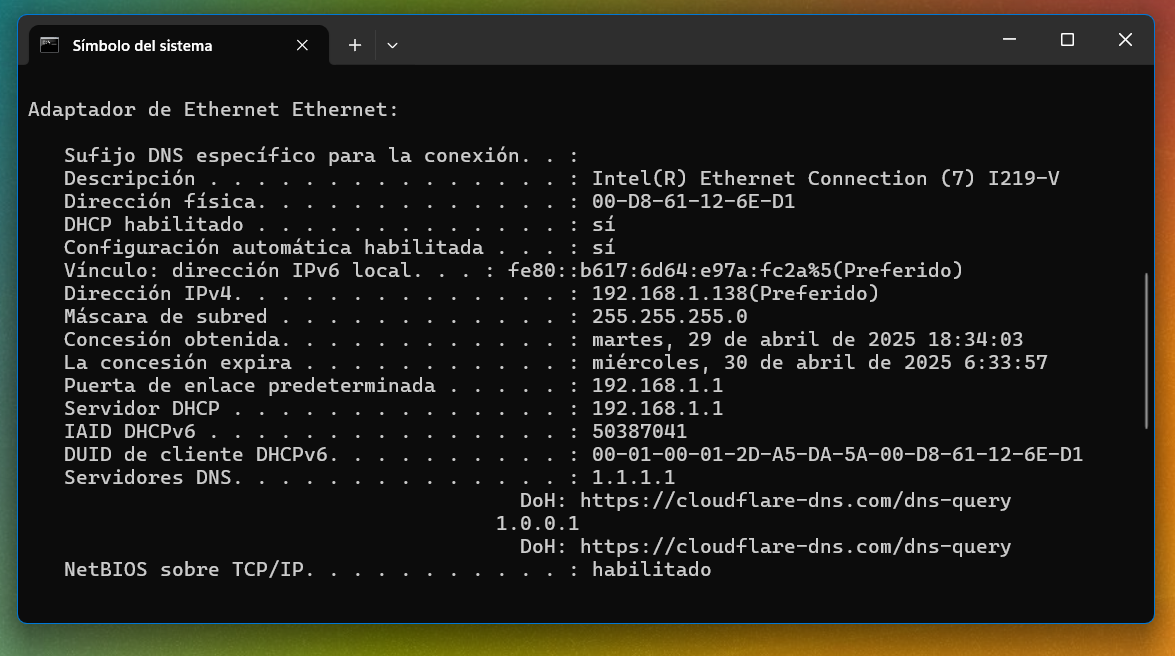 Símbolo del sistema
Adaptador de Ethernet Ethernet:
Sufijo DNS específico para la conexión. . :
Descripción . . . . . . . . . . . . . . . : Intel(R) Ethernet Connection (7) I219-V
Dirección física. . . . . . . . . . . . . : 00-D8-61-12-6E-D1
DHCP habilitado . . . . . . . . . . . . . : sí
Configuración automática habilitada . . . : sí
Vínculo: dirección IPv6 local. . . : fe80::b617:6d64:e97a:fc2a%5(Preferido)
Dirección IPv4. . . . . . . . . . . . . . : 192.168.1.138(Preferido)
Máscara de subred . . . . . . . . . . . . : 255.255.255.0
Concesión obtenida. . . . . . . . . . . . : martes, 29 de abril de 2025 18:34:03
La concesión expira . . . . . . . . . . . : miércoles, 30 de abril de 2025 6:33:57
Puerta de enlace predeterminada . . . . . : 192.168.1.1
Servidor DHCP . . . . . . . . . . . . . . : 192.168.1.1
IAID DHCPv6 . . . . . . . . . . . . . . . : 50387041
DUID de cliente DHCPv6. . . . . . . . . . : 00-01-00-01-2D-A5-DA-5A-00-D8-61-12-6E-D1
Servidores DNS. . . . . . . . . . . . . . : 1.1.1.1
DoH: https://cloudflare-dns.com/dns-query
1.0.0.1
DoH: https://cloudflare-dns.com/dns-query
NetBIOS sobre TCP/IP. . . . . . . . . . . : habilitado